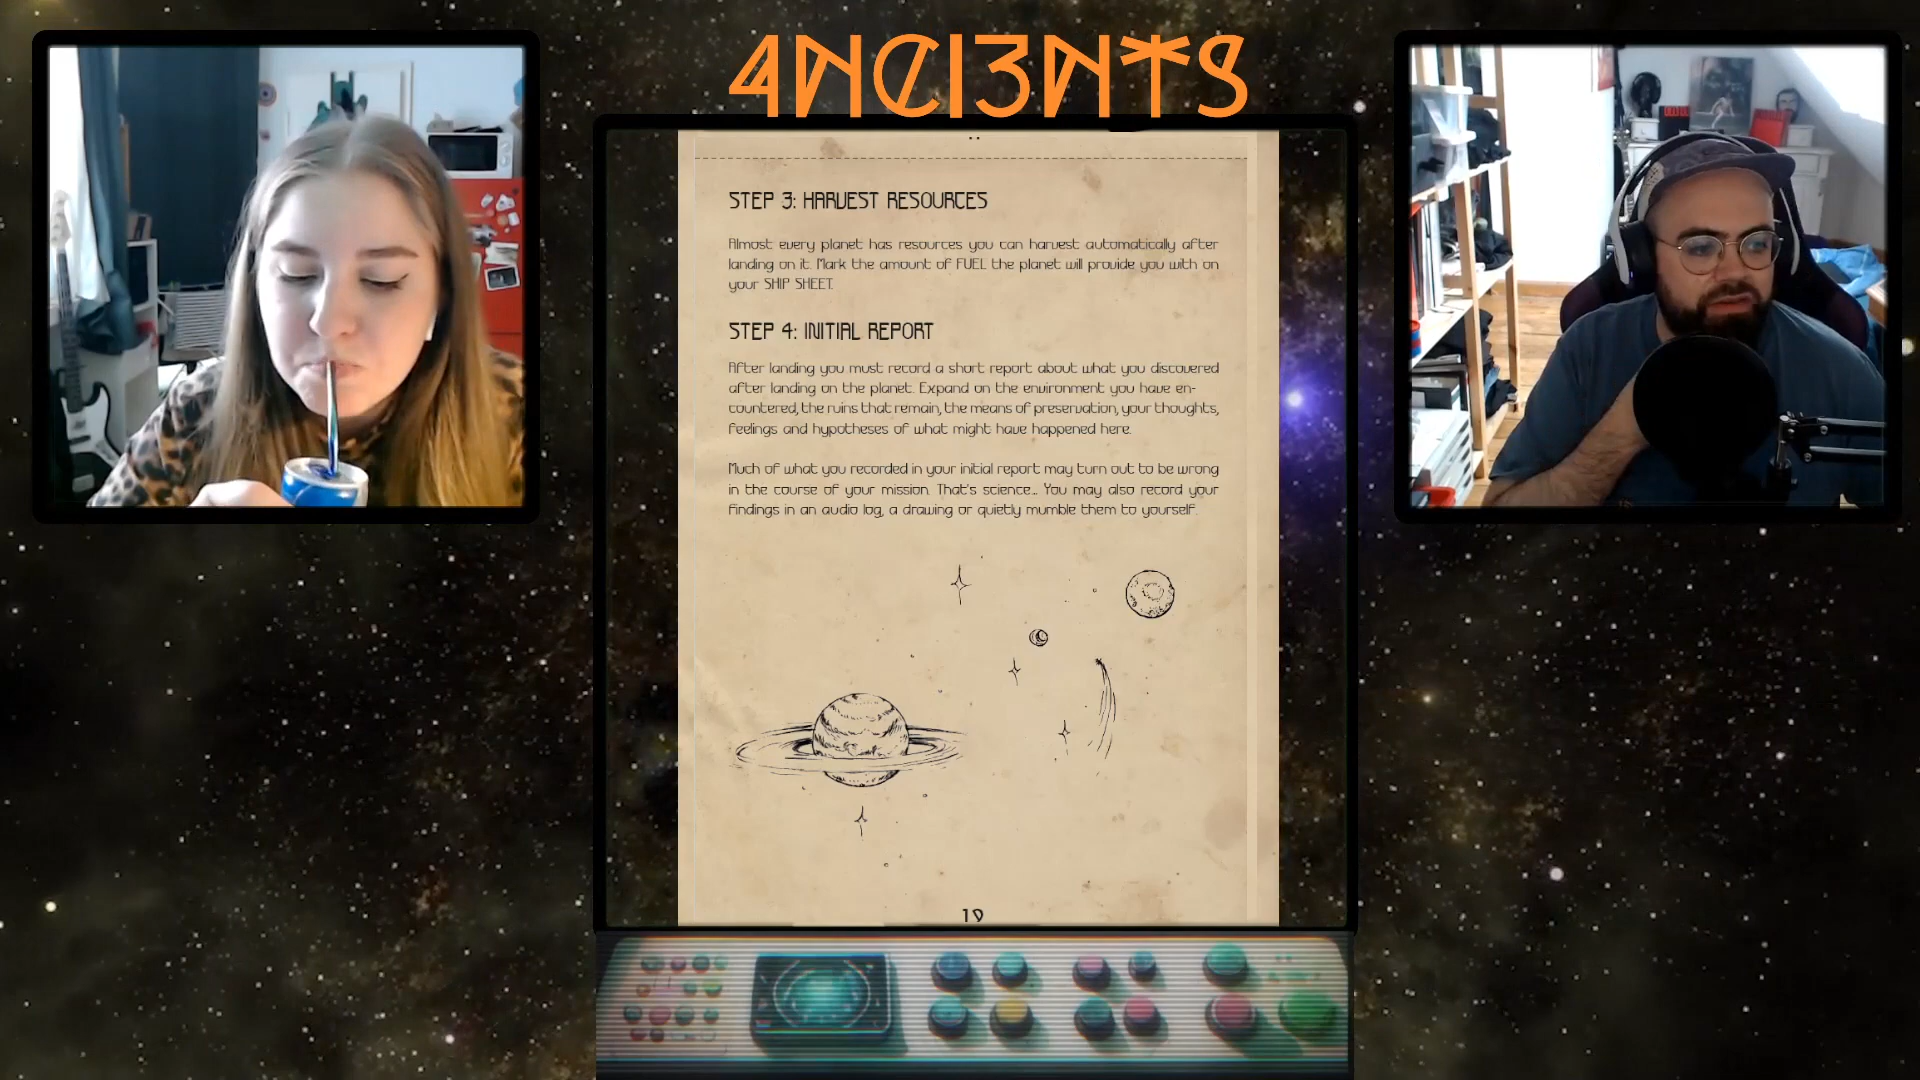 4NCI3NTS
STEP 3: HARVEST RESOURCES
Almost every planet has resources you can harvest automatically after
landing on it. Mark the amount of FUEL the planet will provide you with on
your SHIP SHEET.
STEP 4: INITIAL REPORT
After landing you must record a short report about what you discovered
after landing on the planet. Expand on the environment you have en-
countered, the ruins that remain, the means of preservation, your thoughts,
feelings and hypotheses of what might have happened here.
Much of what you recorded in your initial report may turn out to be wrong
in the course of your mission. That's science... You may also record your
findings in an audio log, a drawing or quietly mumble them to yourself.